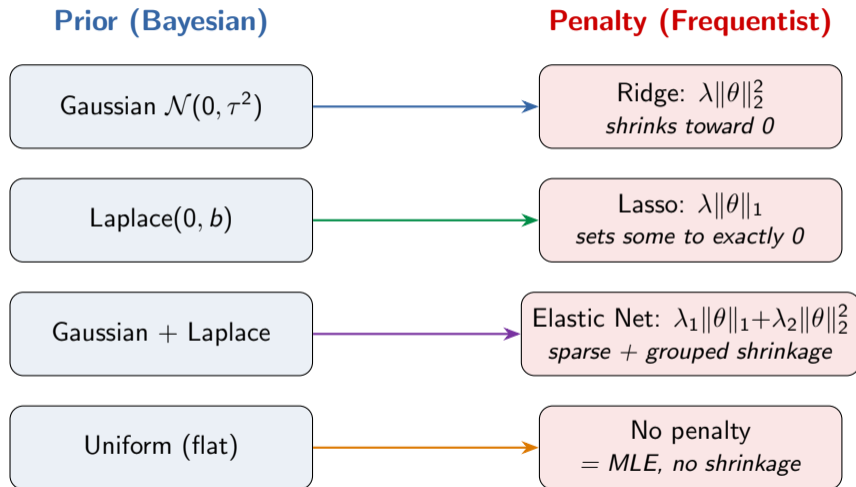 Prior (Bayesian) Penalty (Frequentist)
Gaussian 𝒩(0, τ²)
Ridge: λ‖θ‖₂²
shrinks toward 0
Laplace(0, b)
Lasso: λ‖θ‖₁
sets some to exactly 0
Gaussian + Laplace
Elastic Net: λ₁‖θ‖₁+λ₂‖θ‖₂²
sparse + grouped shrinkage
Uniform (flat)
No penalty
= MLE, no shrinkage